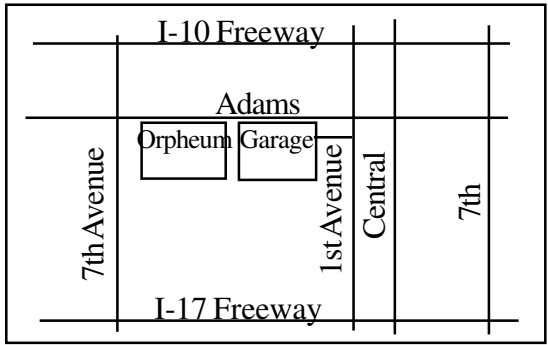 I-10 Freeway
Adams
Orpheum
Garage
7th Avenue
1st Avenue
Central
7th
I-17 Freeway